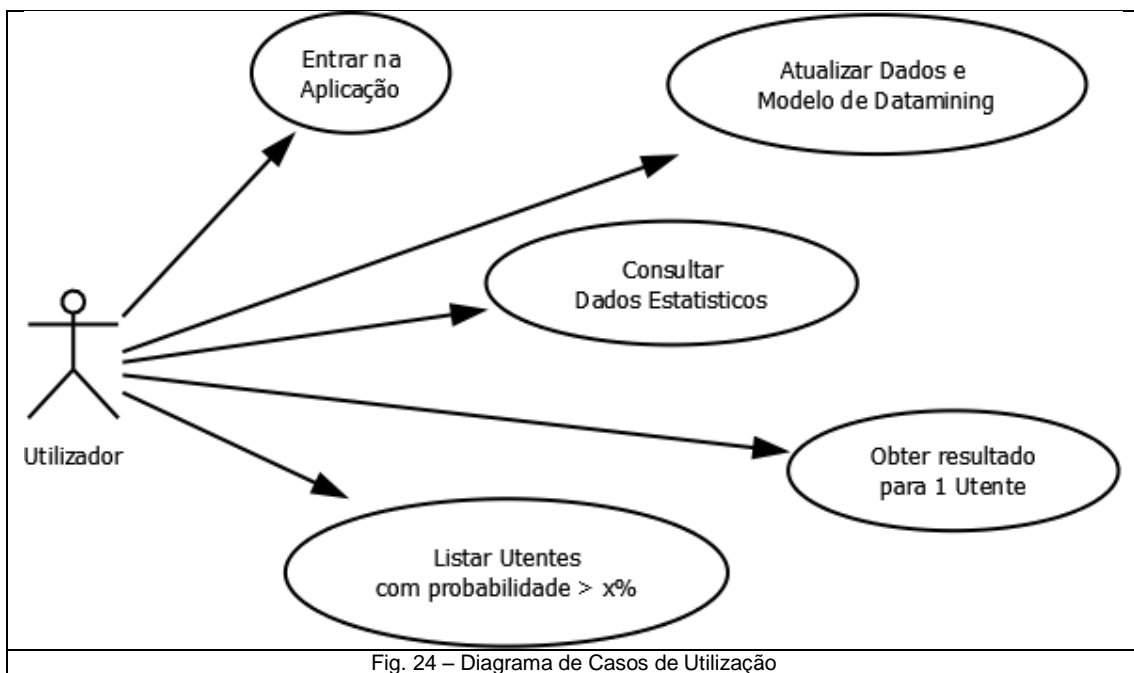 Entrar na
Aplicação
Atualizar Dados e
Modelo de Datamining
Consultar
Dados Estatisticos
Utilizador
Obter resultado
para 1 Utente
Listar Utentes
com probabilidade > x%
Fig. 24 – Diagrama de Casos de Utilização